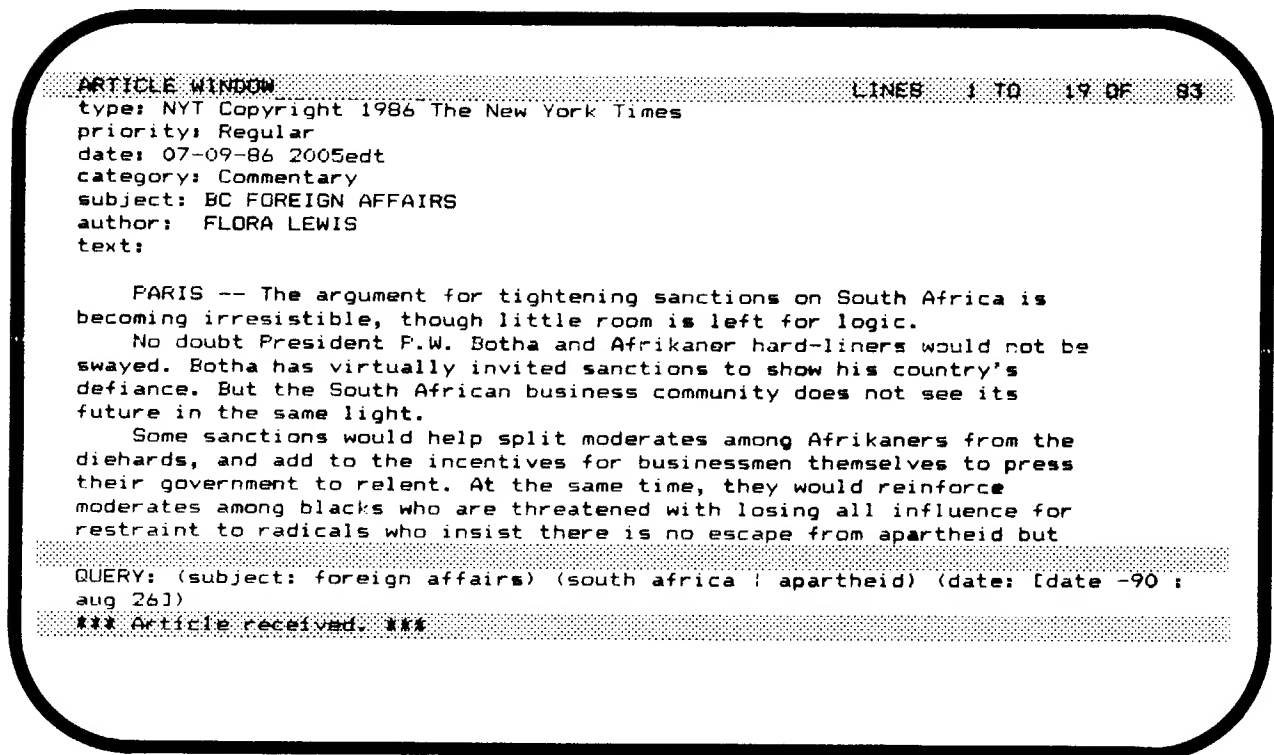 ARTICLE WINDOW LINES 1 TO 19 OF 83
type: NYT Copyright 1986 The New York Times
priority: Regular
date: 07-09-86 2005edt
category: Commentary
subject: BC FOREIGN AFFAIRS
author: FLORA LEWIS
text:
PARIS -- The argument for tightening sanctions on South Africa is
becoming irresistible, though little room is left for logic.
No doubt President P.W. Botha and Afrikaner hard-liners would not be
swayed. Botha has virtually invited sanctions to show his country's
defiance. But the South African business community does not see its
future in the same light.
Some sanctions would help split moderates among Afrikaners from the
diehards, and add to the incentives for businessmen themselves to press
their government to relent. At the same time, they would reinforce
moderates among blacks who are threatened with losing all influence for
restraint to radicals who insist there is no escape from apartheid but
QUERY: (subject: foreign affairs) (south africa | apartheid) (date: [date -90 :
aug 26])
*** Article received. ***